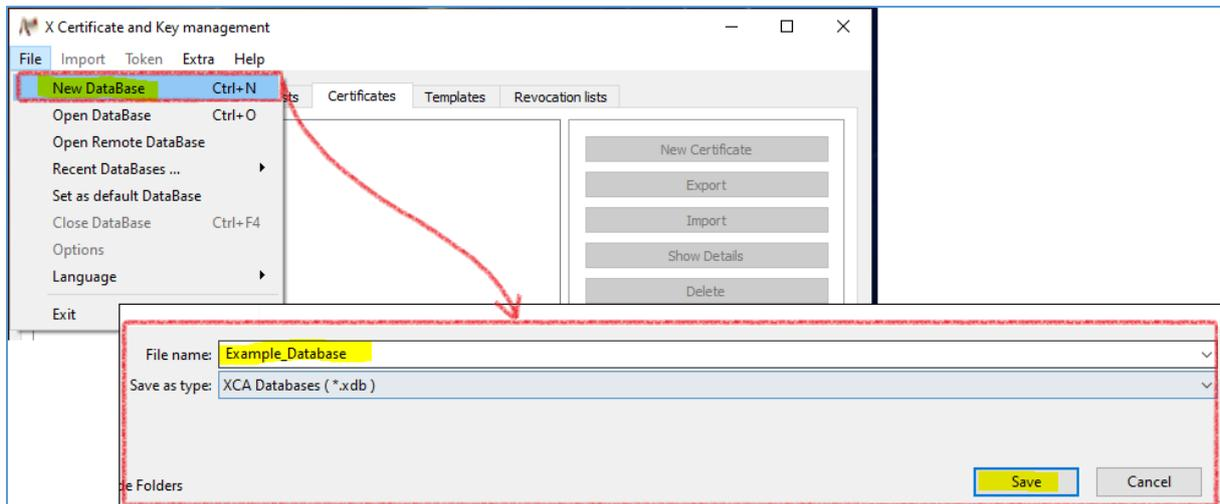 X Certificate and Key management
File Import Token Extra Help
New DataBase Ctrl+N
Certificates Templates Revocation lists
Open DataBase Ctrl+O
Open Remote DataBase
Recent DataBases ...
Set as default DataBase
Close DataBase Ctrl+F4
Options
Language
Exit
New Certificate
Export
Import
Show Details
Delete
File name: Example_Database
Save as type: XCA Databases ( *.xdb )
Folders
Save Cancel